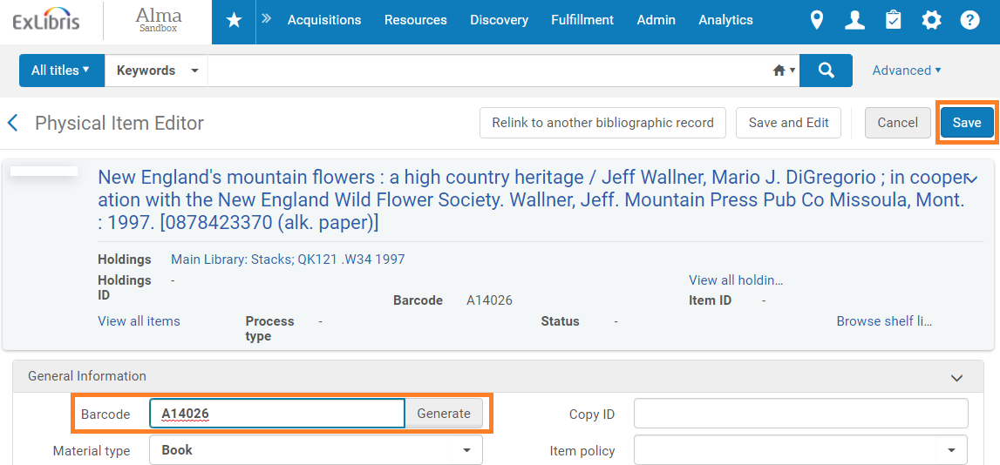 ExLibris
Alma
Sandbox
Acquisitions Resources Discovery Fulfillment Admin Analytics
All titles Keywords Advanced
Physical Item Editor Relink to another bibliographic record Save and Edit Cancel Save
New England's mountain flowers : a high country heritage / Jeff Wallner, Mario J. DiGregorio ; in cooper
ation with the New England Wild Flower Society. Wallner, Jeff. Mountain Press Pub Co Missoula, Mont.
: 1997. [0878423370 (alk. paper)]
Holdings Main Library: Stacks; QK121 .W34 1997
Holdings ID - View all holdin...
Barcode A14026 Item ID -
View all items Process type - Status - Browse shelf li...
General Information
Barcode A14026 Generate Copy ID
Material type Book Item policy